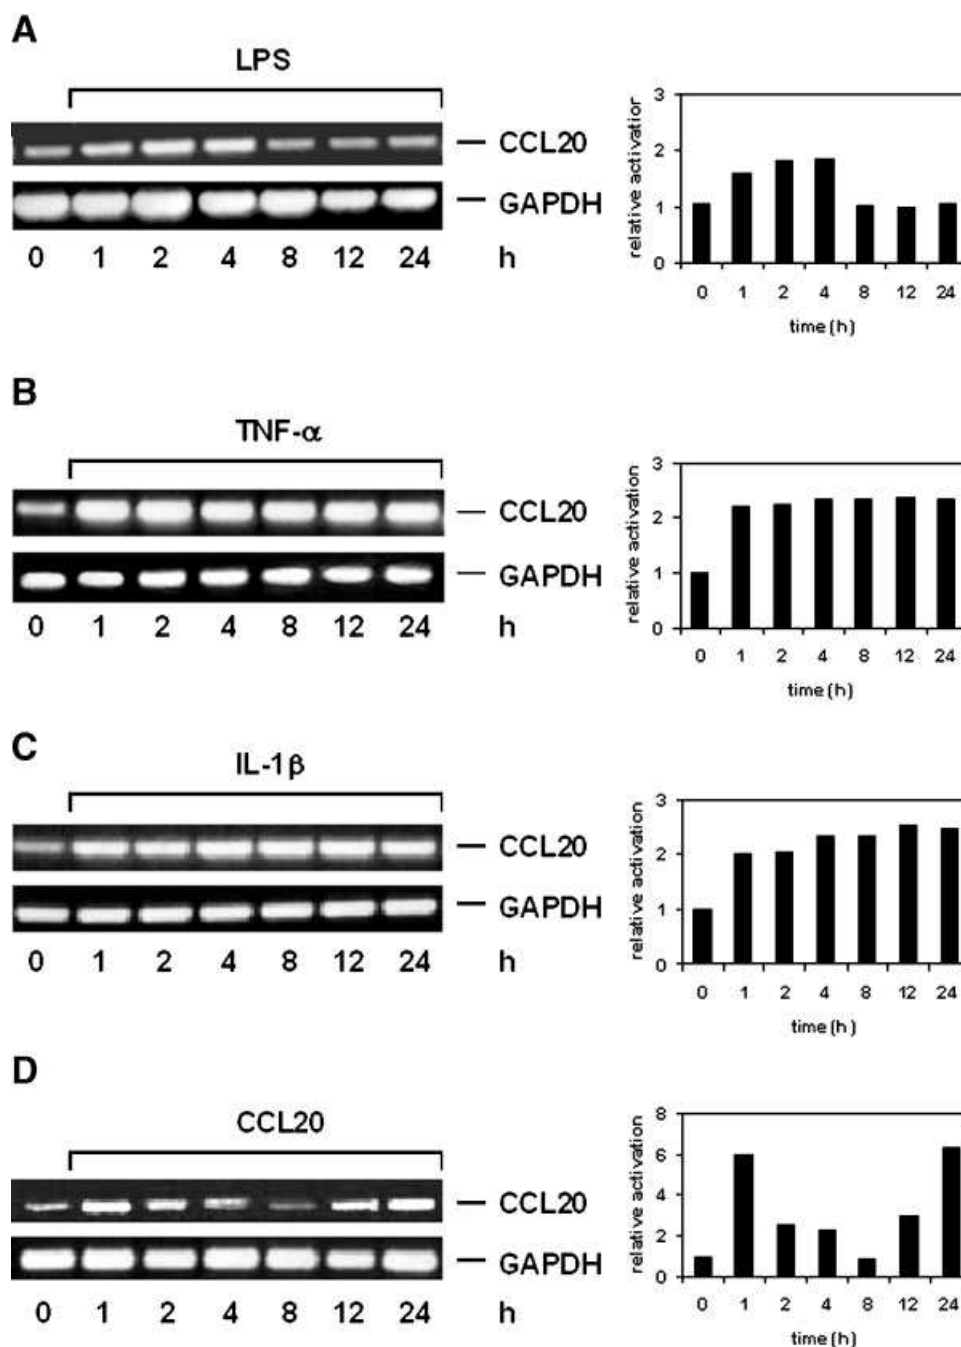 A
LPS
CCL20
GAPDH
0 1 2 4 8 12 24 h
relative activation
3
2
1
0
0 1 2 4 8 12 24
time (h)
B
TNF-α
CCL20
GAPDH
0 1 2 4 8 12 24 h
relative activation
3
2
1
0
0 1 2 4 8 12 24
time (h)
C
IL-1β
CCL20
GAPDH
0 1 2 4 8 12 24 h
relative activation
3
2
1
0
0 1 2 4 8 12 24
time (h)
D
CCL20
CCL20
GAPDH
0 1 2 4 8 12 24 h
relative activation
8
6
4
2
0
0 1 2 4 8 12 24
time (h)